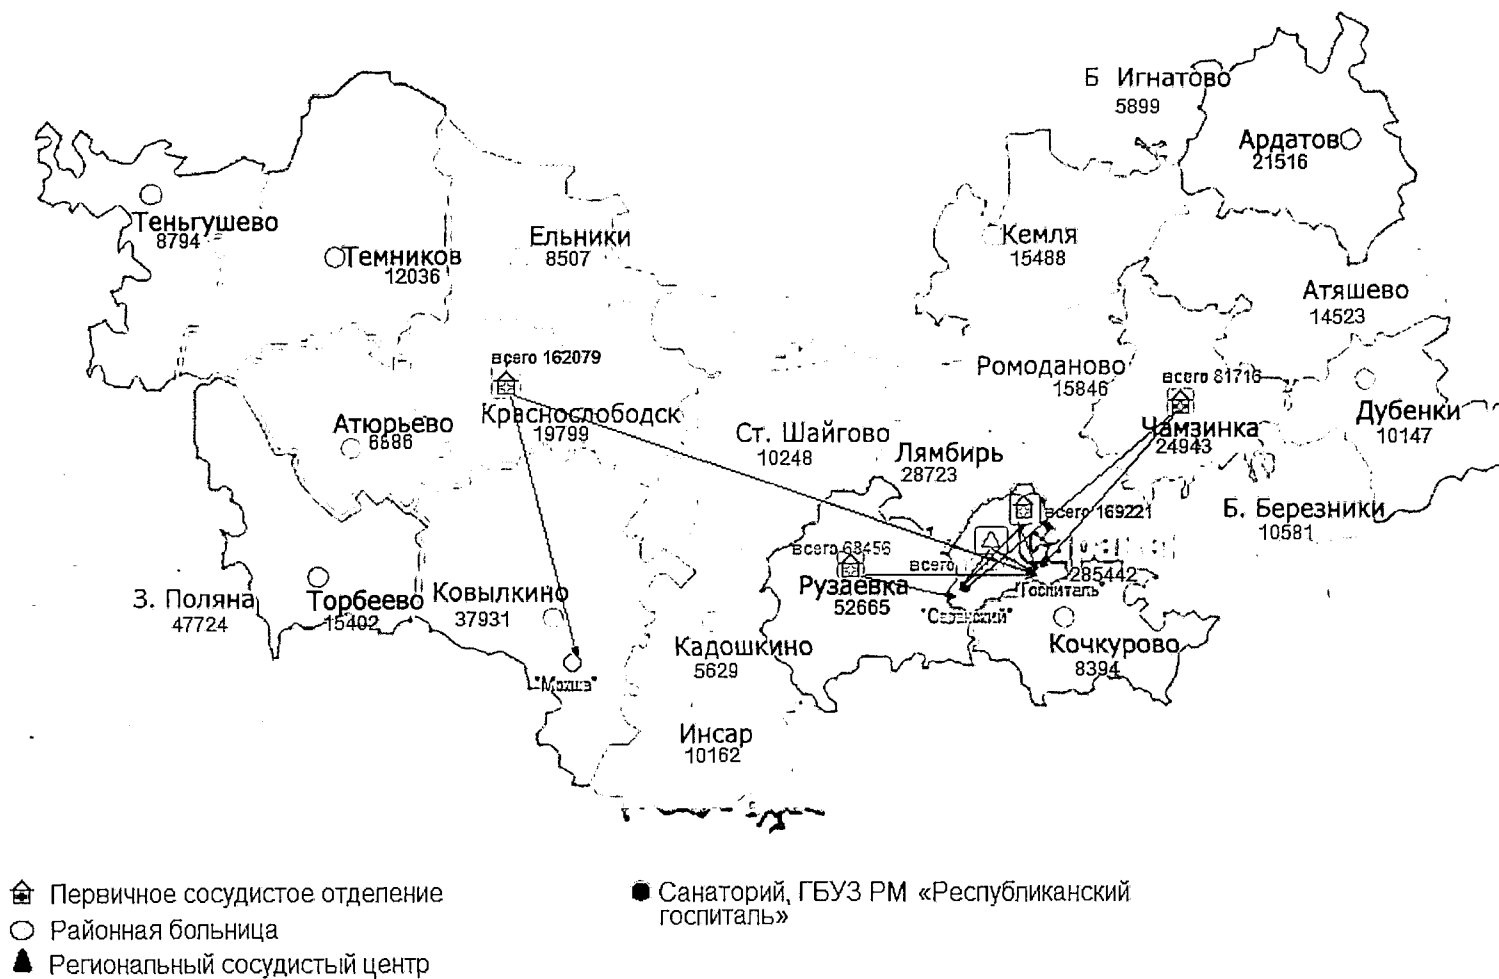 Б Игнатово
5899
Ардатов
21516
Теньгушево
8794
Темников
12036
Ельники
8507
Кемля
15488
Атяшево
14523
всего 162079
Ромоданово
15846
всего 81716
Краснослободск
19799
Атюрьево
6886
Ст. Шайгово
10248
Лямбирь
28723
Чамзинка
24943
Дубенки
10147
Б. Березники
10581
всего 169221
всего 68456
всего
285442
Рузаевка
52665
"Госпиталь"
З. Поляна
47724
Торбеево
15402
Ковылкино
37931
Кадошкино
5629
Кочкурово
8394
Инсар
10162
Первичное сосудистое отделение
Районная больница
Региональный сосудистый центр
Санаторий, ГБУЗ РМ «Республиканский
госпиталь»